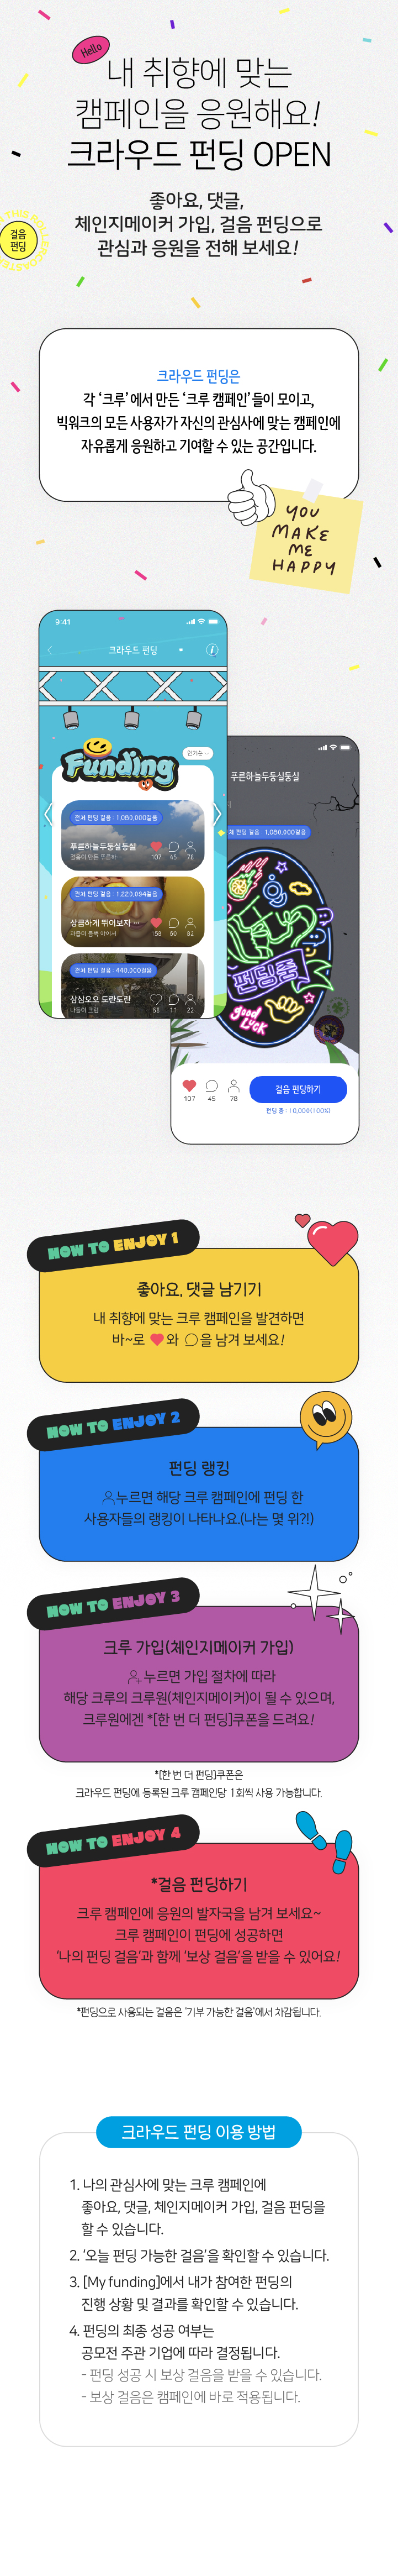 Hello
내 취향에 맞는
캠페인을 응원해요!
크라우드 펀딩 OPEN
좋아요, 댓글,
체인지메이커 가입, 걸음 펀딩으로
관심과 응원을 전해 보세요!
걸음
펀딩
크라우드 펀딩은
각 ‘크루’에서 만든 ‘크루 캠페인’들이 모이고,
빅워크의 모든 사용자가 자신의 관심사에 맞는 캠페인에
자유롭게 응원하고 기여할 수 있는 공간입니다.
YOU
MAKE
ME
HAPPY
9:41
크라우드 펀딩
Funding
인기순
전체 펀딩 걸음 : 1,080,000걸음
푸른하늘두둥실둥실
107 45 78
전체 펀딩 걸음 : 1,220,004걸음
상큼하게 뛰어보자 ···
158 60 82
전체 펀딩 걸음 : 440,000걸음
삼삼오오 도란도란
나들이 크루
58 11 22
푸른하늘두둥실둥실
체 펀딩 걸음 : 1,080,000걸음
펀딩중
good
Luck
107 45 78
걸음 펀딩하기
HOW TO ENJOY 1
좋아요, 댓글 남기기
내 취향에 맞는 크루 캠페인을 발견하면
바~로 와 을 남겨 보세요!
HOW TO ENJOY 2
펀딩 랭킹
누르면 해당 크루 캠페인에 펀딩 한
사용자들의 랭킹이 나타나요.(나는 몇 위?!)
HOW TO ENJOY 3
크루 가입(체인지메이커 가입)
누르면 가입 절차에 따라
해당 크루의 크루원(체인지메이커)이 될 수 있으며,
크루원에겐 *[한 번 더 펀딩]쿠폰을 드려요!
*[한 번 더 펀딩]쿠폰은
크라우드 펀딩에 등록된 크루 캠페인당 1회씩 사용 가능합니다.
HOW TO ENJOY 4
*걸음 펀딩하기
크루 캠페인에 응원의 발자국을 남겨 보세요~
크루 캠페인이 펀딩에 성공하면
‘나의 펀딩 걸음’과 함께 ‘보상 걸음’을 받을 수 있어요!
*펀딩으로 사용되는 걸음은 ‘기부 가능한 걸음’에서 차감됩니다.
크라우드 펀딩 이용 방법
1. 나의 관심사에 맞는 크루 캠페인에
좋아요, 댓글, 체인지메이커 가입, 걸음 펀딩을
할 수 있습니다.
2. ‘오늘 펀딩 가능한 걸음’을 확인할 수 있습니다.
3. [My funding]에서 내가 참여한 펀딩의
진행 상황 및 결과를 확인할 수 있습니다.
4. 펀딩의 최종 성공 여부는
공모전 주관 기업에 따라 결정됩니다.
- 펀딩 성공 시 보상 걸음을 받을 수 있습니다.
- 보상 걸음은 캠페인에 바로 적용됩니다.